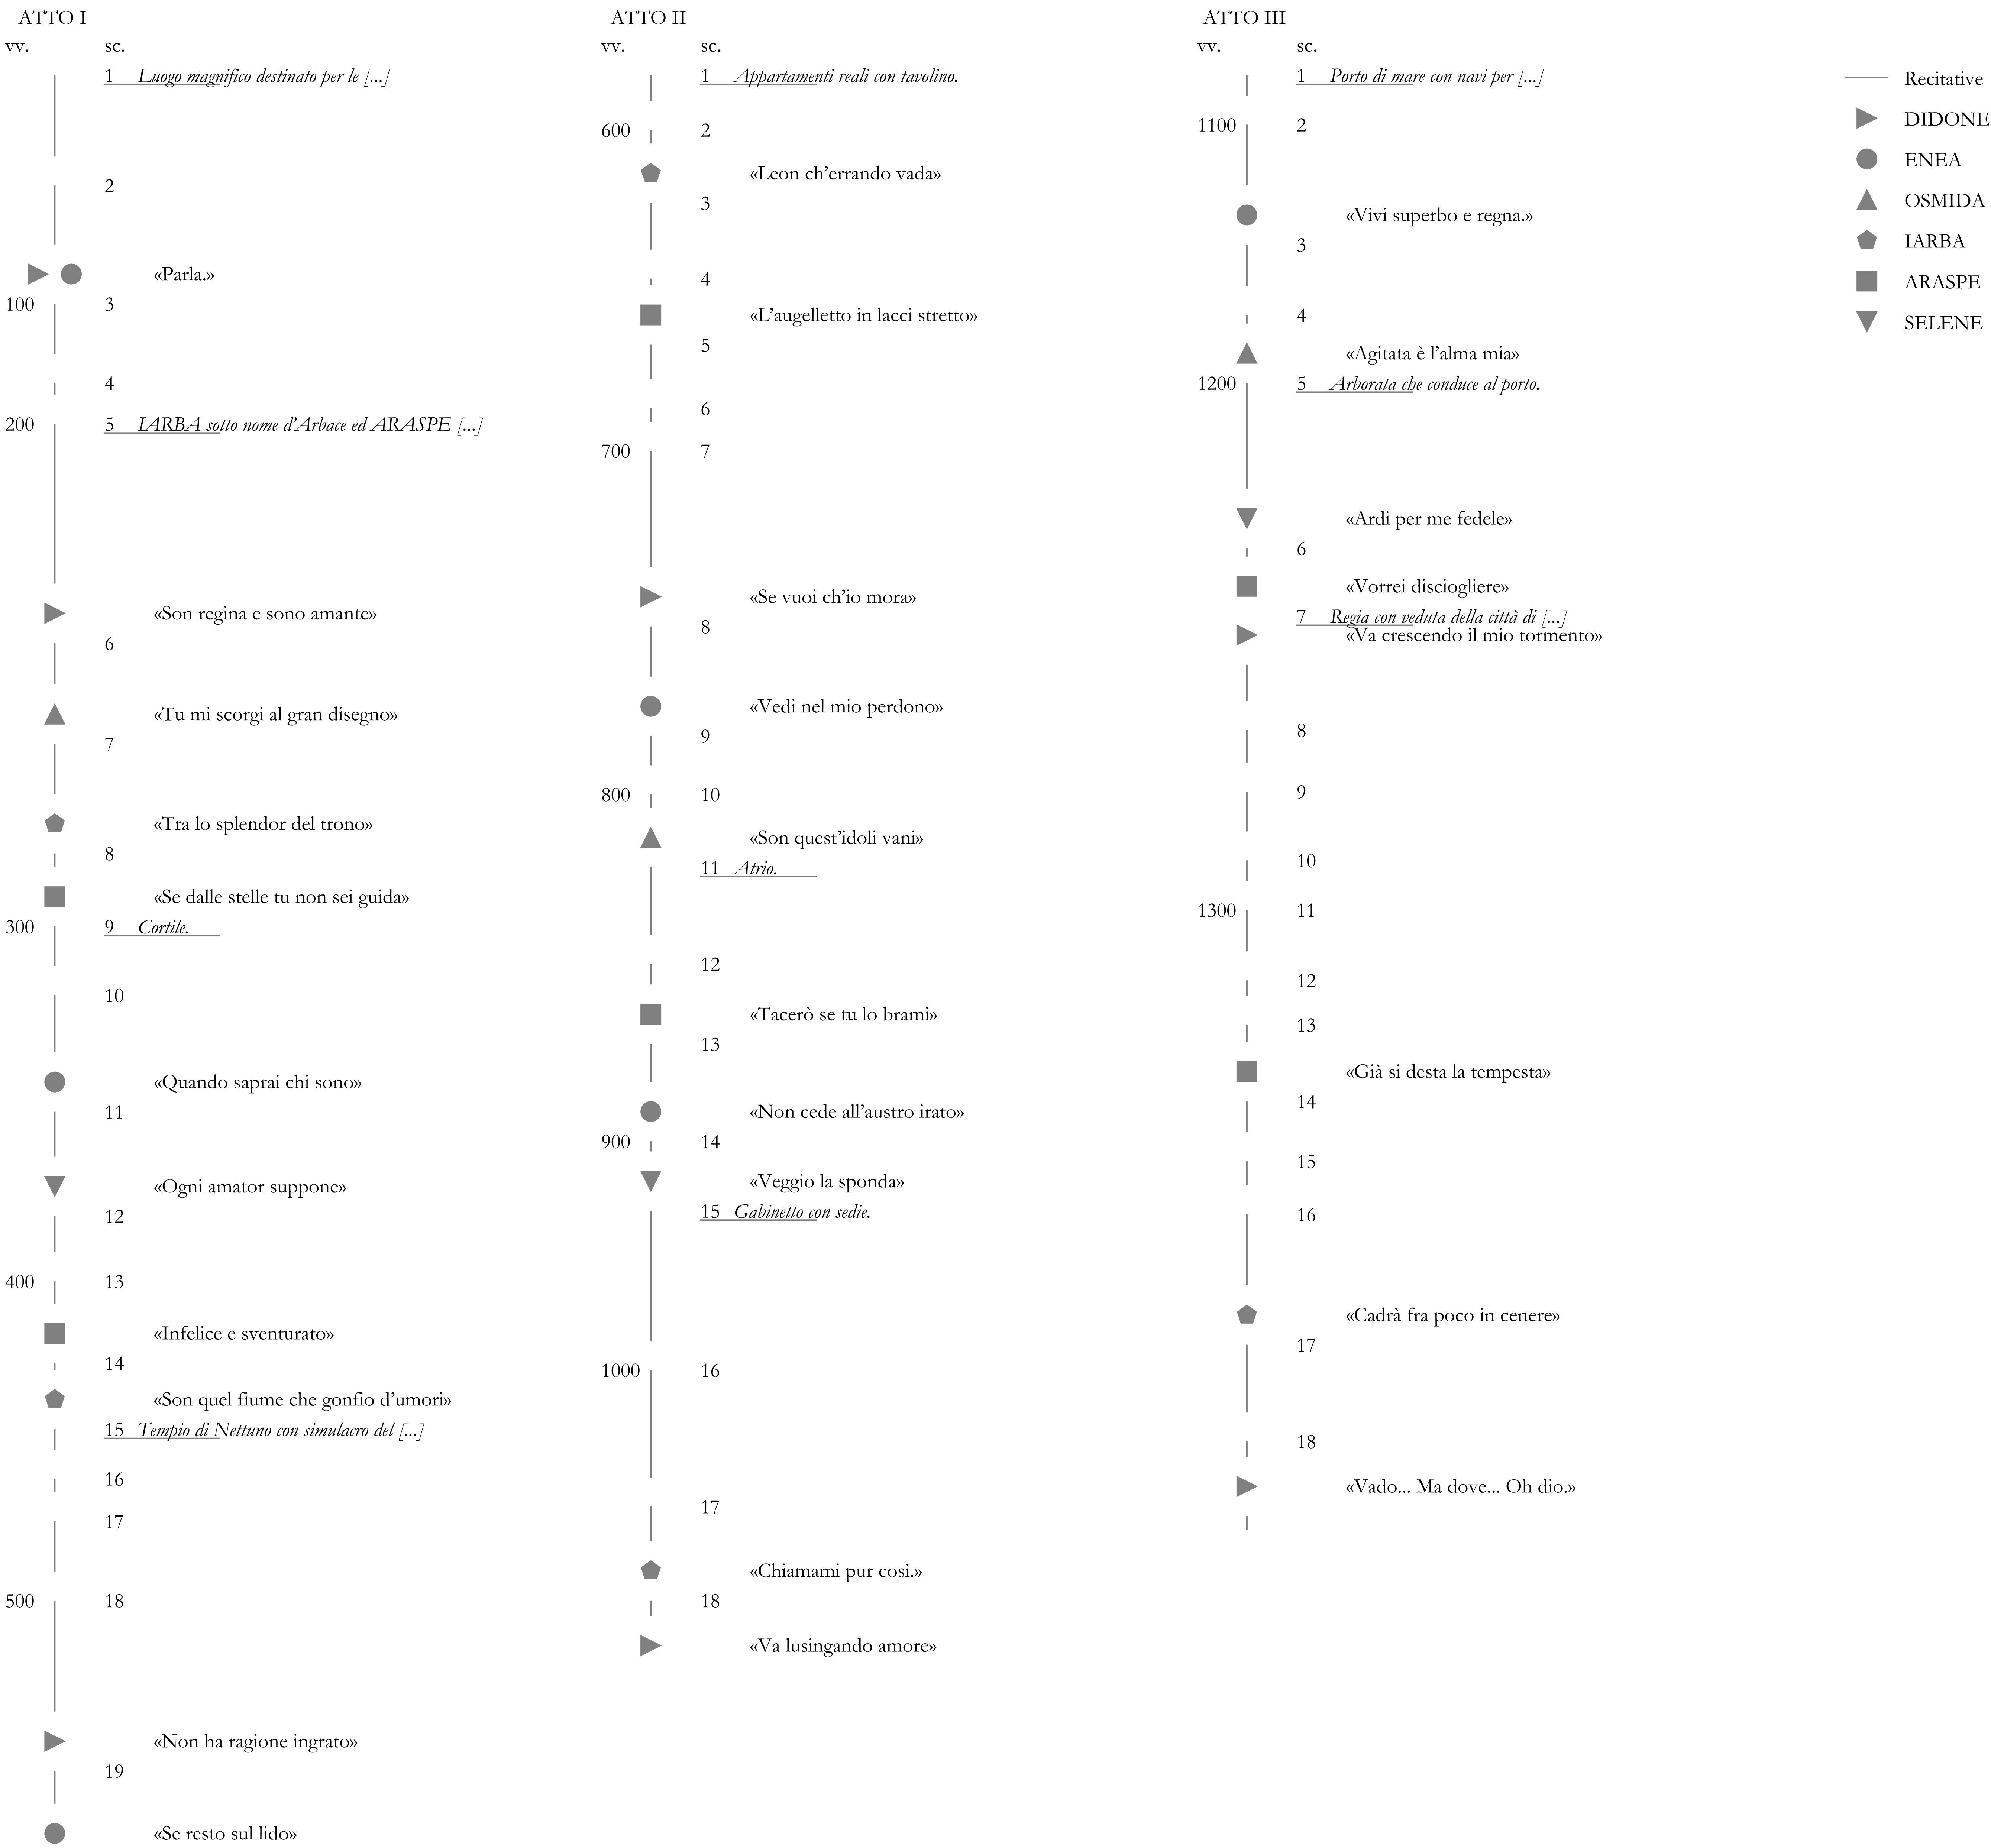 ATTO I
vv. sc.
1 Luogo magnifico destinato per le [...]
2
«Parla.»
100 3
4
200 5 IARBA sotto nome d'Arbace ed ARASPE [...]
«Son regina e sono amante»
6
«Tu mi scorgi al gran disegno»
7
«Tra lo splendor del trono»
8
«Se dalle stelle tu non sei guida»
300 9 Cortile.
10
«Quando saprai chi sono»
11
«Ogni amator suppone»
12
400 13
«Infelice e sventurato»
14
«Son quel fiume che gonfio d'umori»
15 Tempio di Nettuno con simulacro del [...]
16
17
500 18
«Non ha ragione ingrato»
19
«Se resto sul lido»
ATTO II
vv. sc.
1 Appartamenti reali con tavolino.
600 2
«Leon ch'errando vada»
3
4
«L'augelletto in lacci stretto»
5
6
700 7
«Se vuoi ch'io mora»
8
«Vedi nel mio perdono»
9
800 10
«Son quest'idoli vani»
11 Atrio.
12
«Tacerò se tu lo brami»
13
«Non cede all'austro irato»
900 14
«Veggio la sponda»
15 Gabinetto con sedie.
1000 16
17
«Chiamami pur così.»
18
«Va lusingando amore»
ATTO III
vv. sc.
1 Porto di mare con navi per [...]
1100 2
«Vivi superbo e regna.»
3
4
«Agitata è l'alma mia»
1200 5 Arborata che conduce al porto.
«Ardi per me fedele»
6
«Vorrei disciogliere»
7 Regia con veduta della città di [...]
«Va crescendo il mio tormento»
8
9
10
1300 11
12
13
«Già si desta la tempesta»
14
15
16
«Cadrà fra poco in cenere»
17
18
«Vado... Ma dove... Oh dio.»
Recitative
DIDONE
ENEA
OSMIDA
IARBA
ARASPE
SELENE